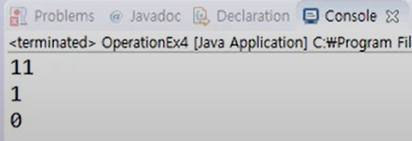 Problems @ Javadoc Declaration Console
<terminated> OperationEx4 [Java Application] C:₩Program Fil
11
1
0